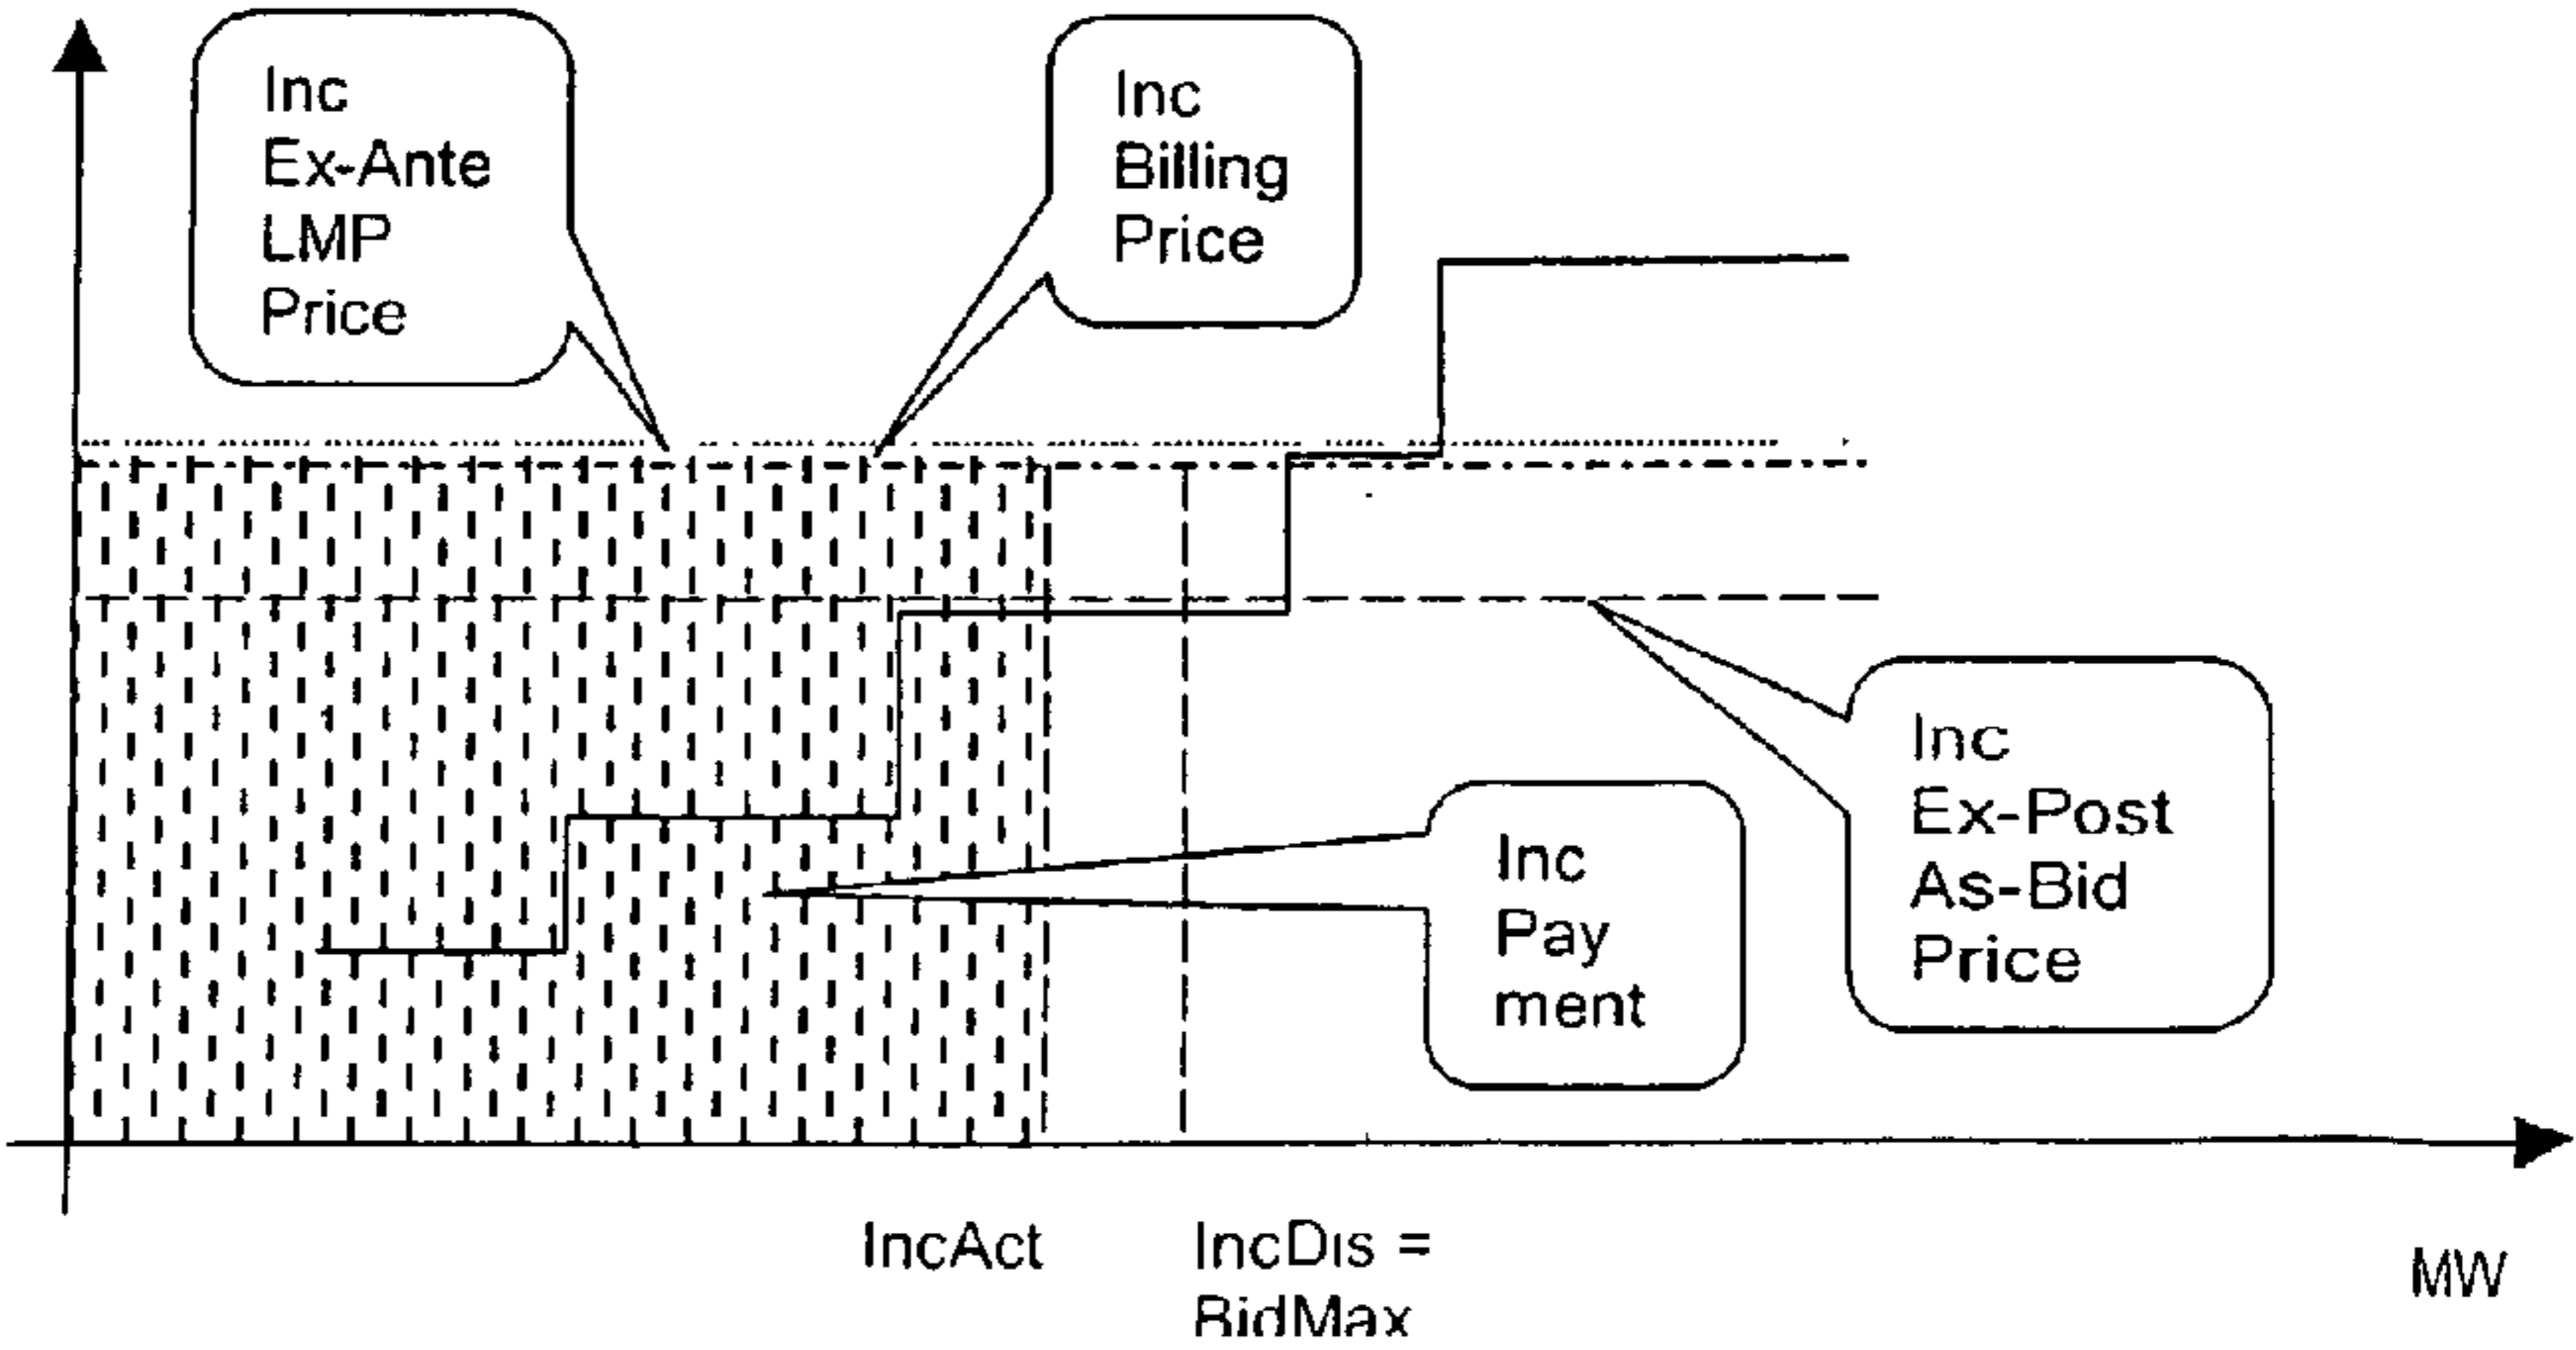 Inc
Ex-Ante
LMP
Price
Inc
Billing
Price
Inc
Ex-Post
As-Bid
Price
Inc
Pay
ment
IncAct
IncDis =
BidMax
MW